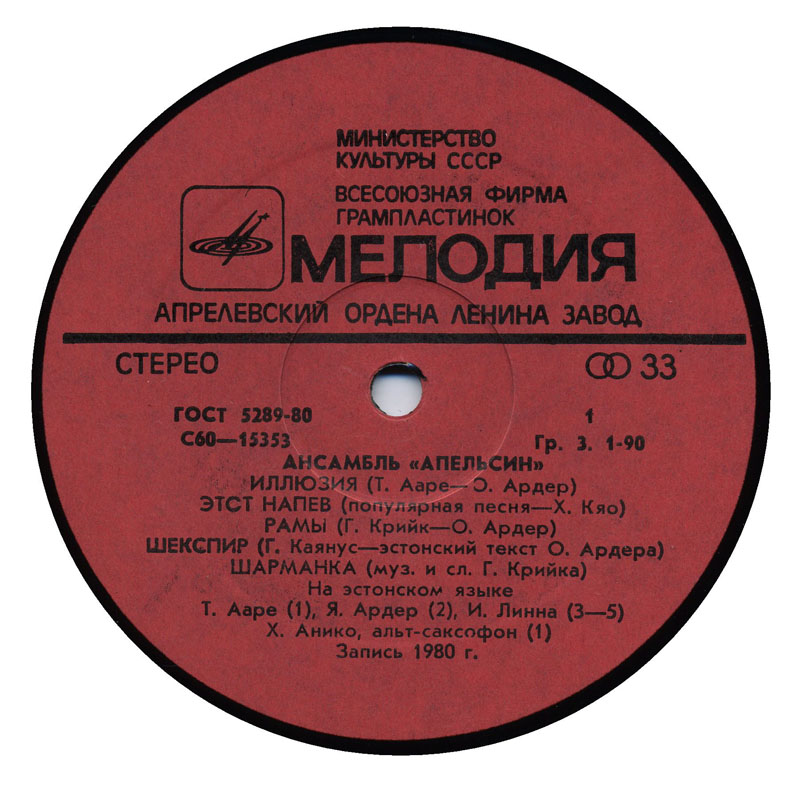 МИНИСТЕРСТВО
КУЛЬТУРЫ СССР
ВСЕСОЮЗНАЯ ФИРМА
ГРАМПЛАСТИНОК
МЕЛОДИЯ
АПРЕЛЕВСКИЙ ОРДЕНА ЛЕНИНА ЗАВОД
СТЕРЕО 33
ГОСТ 5289-80 1
С60—15353 Гр. 3. 1-90
АНСАМБЛЬ «АПЕЛЬСИН»
ИЛЛЮЗИЯ (Т. Ааре—О. Ардер)
ЭТСТ НАПЕВ (популярная песня—Х. Кяо)
РАМЫ (Г. Крийк—О. Ардер)
ШЕКСПИР (Г. Каянус—эстонский текст О. Ардера)
ШАРМАНКА (муз. и сл. Г. Крийка)
На эстонском языке
Т. Ааре (1), Я. Ардер (2), И. Линна (3—5)
Х. Анико, альт-саксофон (1)
Запись 1980 г.